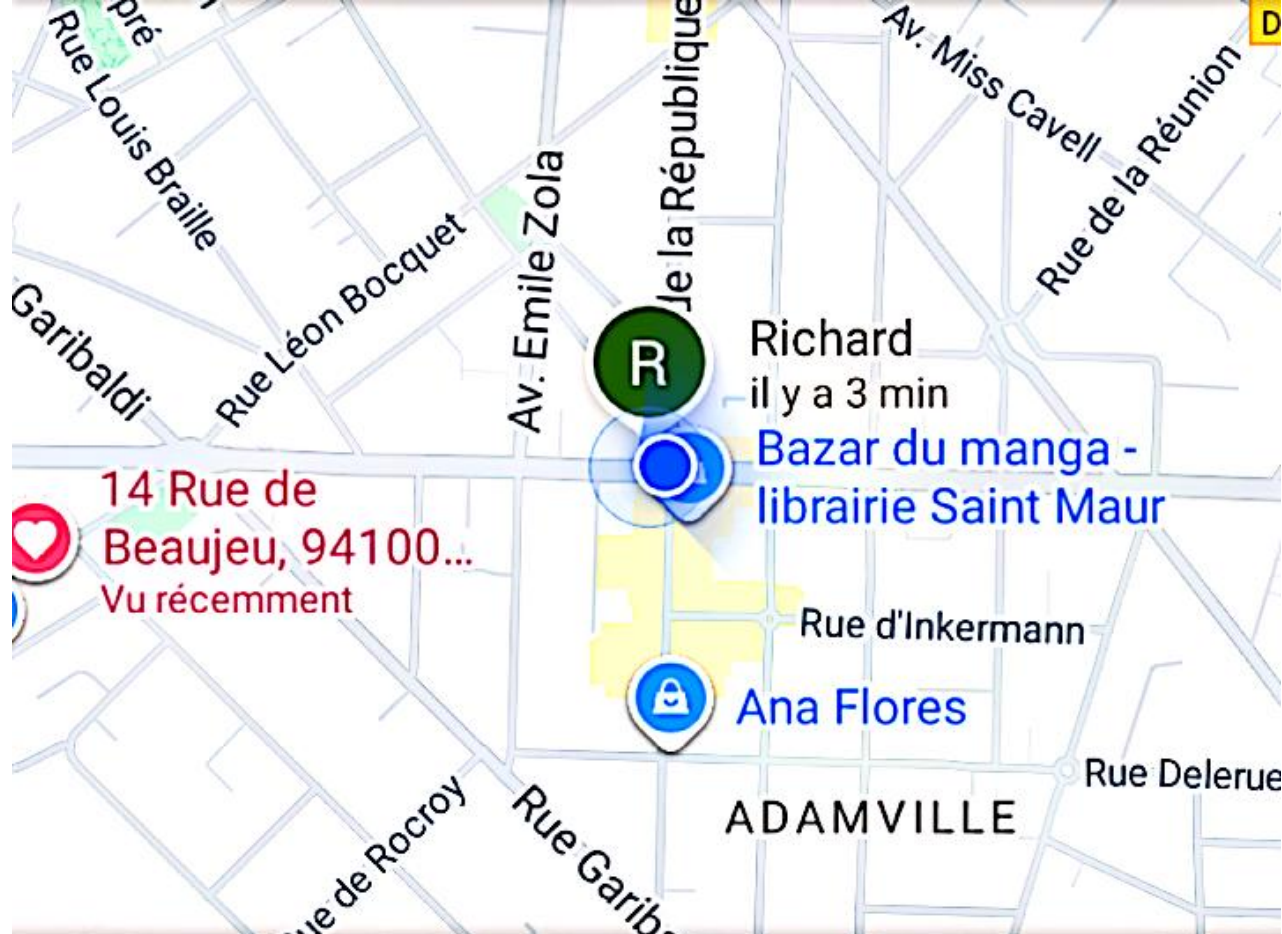 pré
Rue Louis Braille
Av. Miss Cavell
D
Rue de la Réunion
de la République
Av. Emile Zola
Rue Léon Bocquet
Garibaldi
R
Richard
il y a 3 min
Bazar du manga -
librairie Saint Maur
14 Rue de
Beaujeu, 94100...
Vu récemment
Rue d'Inkermann
Ana Flores
Rue Delerue
ADAMVILLE
Rue de Rocroy
Rue Gariba